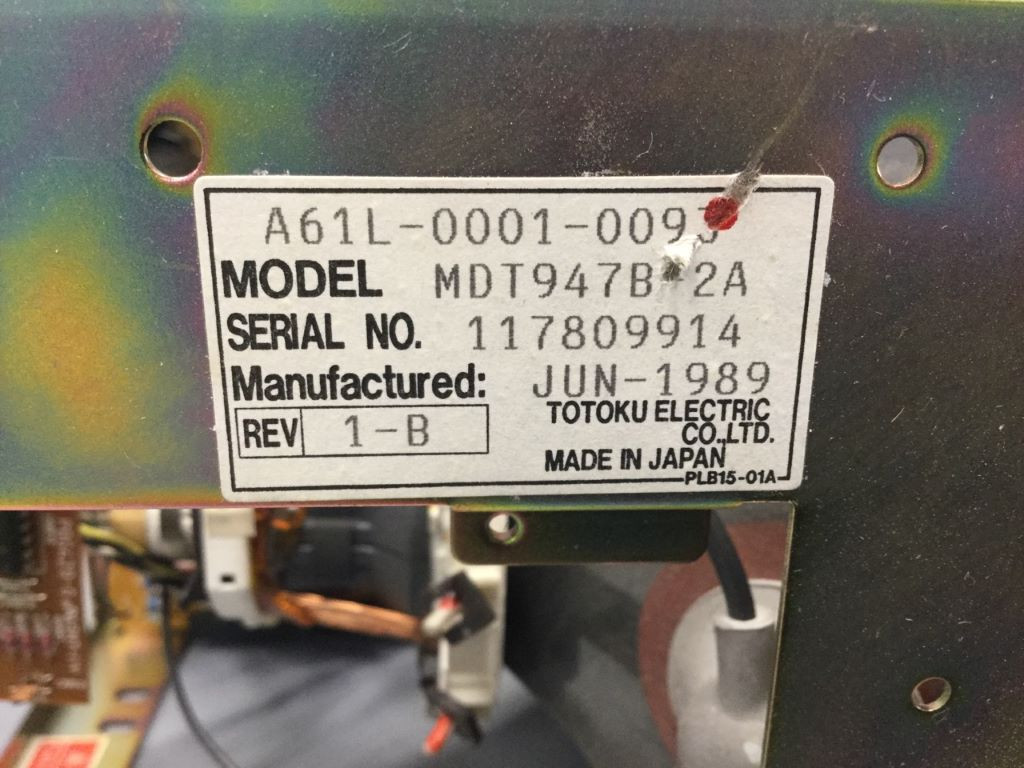 A61L-0001-0093
MODEL MDT947B-2A
SERIAL NO. 117809914
Manufactured: JUN-1989
REV 1-B
TOTOKU ELECTRIC
CO.,LTD.
MADE IN JAPAN
PLB15-01A